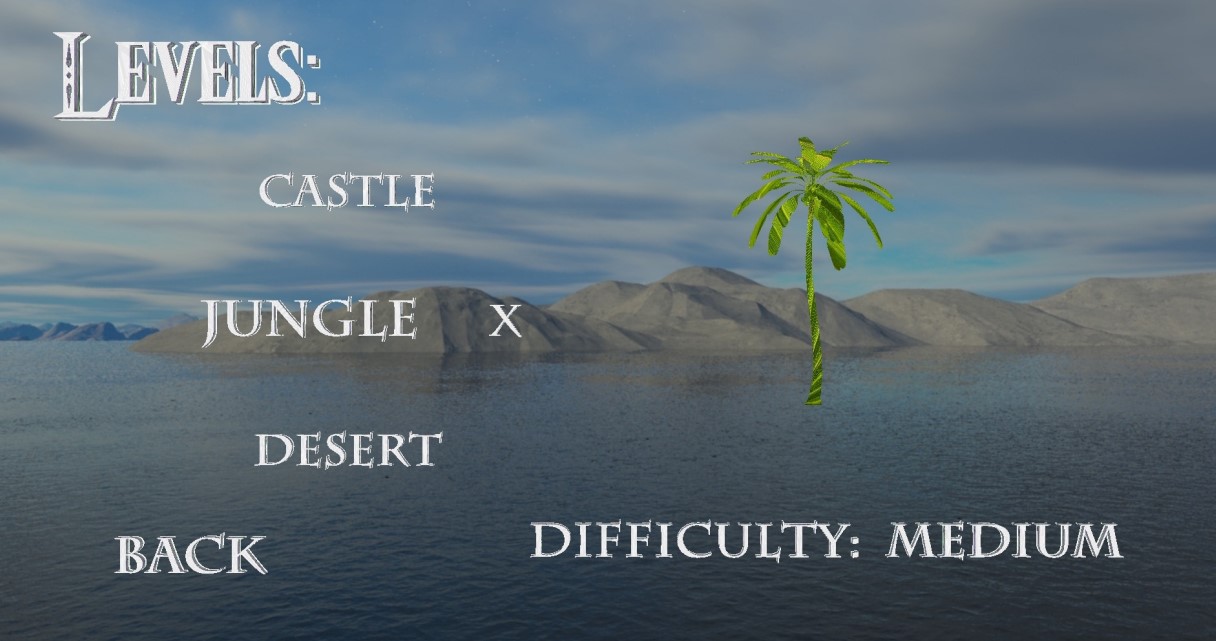 LEVELS:
CASTLE
JUNGLE X
DESERT
BACK
DIFFICULTY: MEDIUM